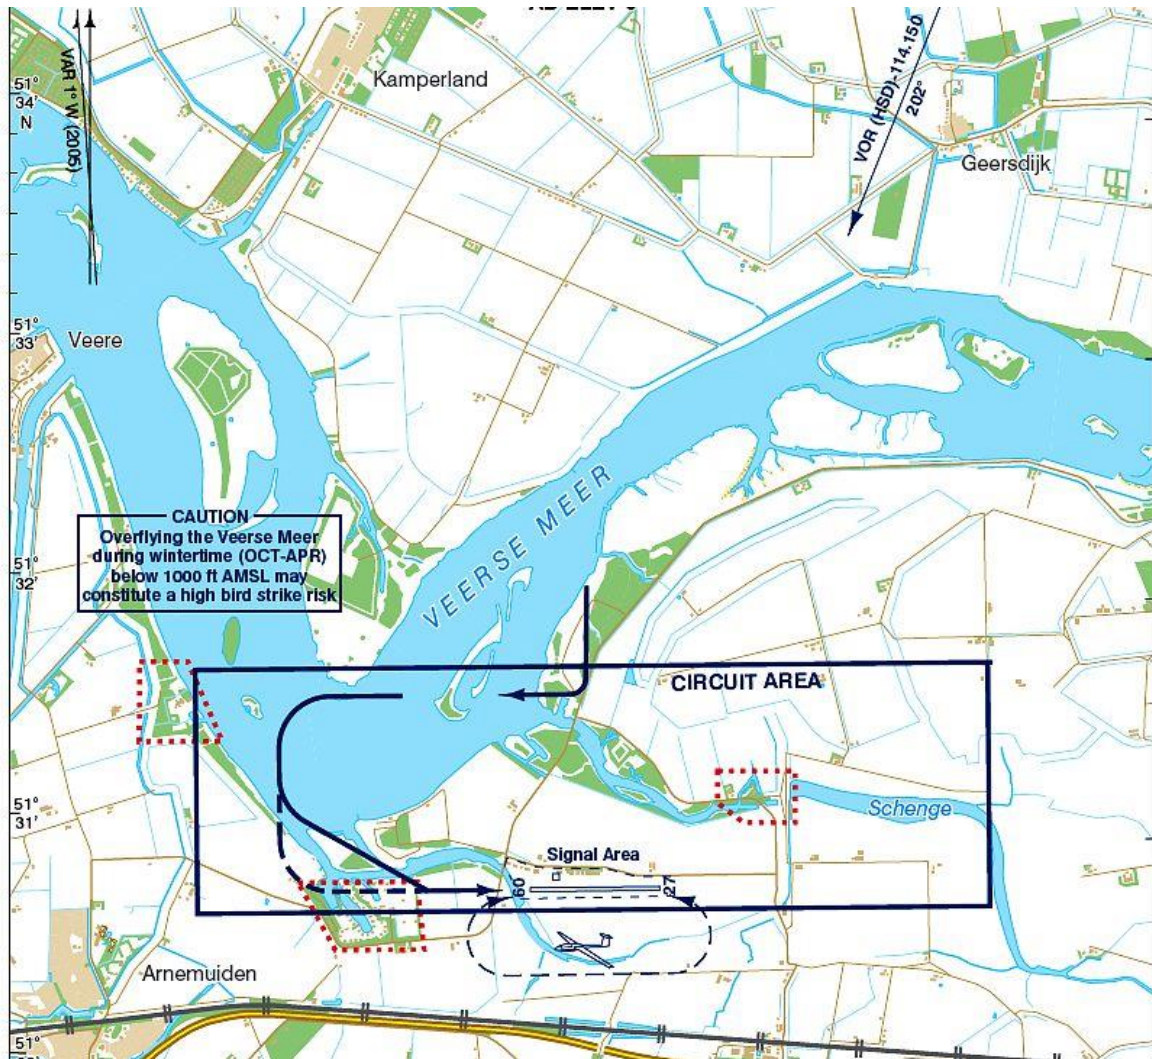 Kamperland
51°
34'
N
VAR 1° W (2005)
VOR (HSD)-114.150
202°
Geersdijk
51°
33'
Veere
VEERSE MEER
CAUTION
Overflying the Veerse Meer
during wintertime (OCT-APR)
below 1000 ft AMSL may
constitute a high bird strike risk
51°
32'
CIRCUIT AREA
51°
31'
Schenge
Signal Area
09
27
Arnemuiden
51°